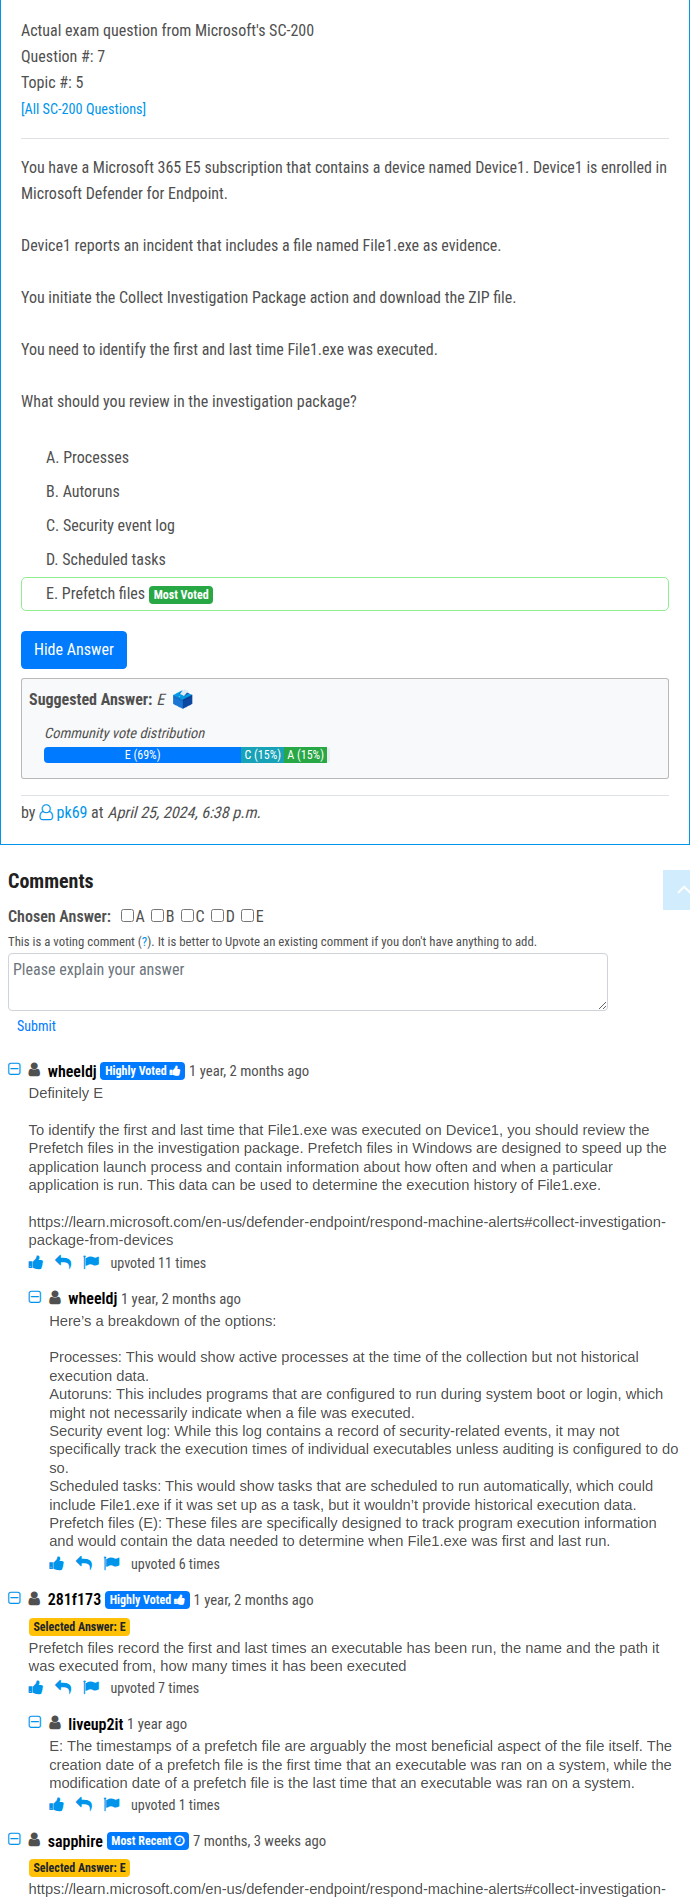 Actual exam question from Microsoft's SC-200
Question #: 7
Topic #: 5
[All SC-200 Questions]
You have a Microsoft 365 E5 subscription that contains a device named Device1. Device1 is enrolled in
Microsoft Defender for Endpoint.
Device1 reports an incident that includes a file named File1.exe as evidence.
You initiate the Collect Investigation Package action and download the ZIP file.
You need to identify the first and last time File1.exe was executed.
What should you review in the investigation package?
A. Processes
B. Autoruns
C. Security event log
D. Scheduled tasks
E. Prefetch files Most Voted
Hide Answer
Suggested Answer: E
Community vote distribution
E (69%) C (15%) A (15%)
by pk69 at April 25, 2024, 6:38 p.m.
Comments
Chosen Answer: A B C D E
This is a voting comment (?). It is better to Upvote an existing comment if you don't have anything to add.
Please explain your answer
Submit
wheeldj Highly Voted 1 year, 2 months ago
Definitely E
To identify the first and last time that File1.exe was executed on Device1, you should review the
Prefetch files in the investigation package. Prefetch files in Windows are designed to speed up the
application launch process and contain information about how often and when a particular
application is run. This data can be used to determine the execution history of File1.exe.
https://learn.microsoft.com/en-us/defender-endpoint/respond-machine-alerts#collect-investigation-
package-from-devices
upvoted 11 times
wheeldj 1 year, 2 months ago
Here's a breakdown of the options:
Processes: This would show active processes at the time of the collection but not historical
execution data.
Autoruns: This includes programs that are configured to run during system boot or login, which
might not necessarily indicate when a file was executed.
Security event log: While this log contains a record of security-related events, it may not
specifically track the execution times of individual executables unless auditing is configured to do
so.
Scheduled tasks: This would show tasks that are scheduled to run automatically, which could
include File1.exe if it was set up as a task, but it wouldn't provide historical execution data.
Prefetch files (E): These files are specifically designed to track program execution information
and would contain the data needed to determine when File1.exe was first and last run.
upvoted 6 times
281f173 Highly Voted 1 year, 2 months ago
Selected Answer: E
Prefetch files record the first and last times an executable has been run, the name and the path it
was executed from, how many times it has been executed
upvoted 7 times
liveup2it 1 year ago
E: The timestamps of a prefetch file are arguably the most beneficial aspect of the file itself. The
creation date of a prefetch file is the first time that an executable was ran on a system, while the
modification date of a prefetch file is the last time that an executable was ran on a system.
upvoted 1 times
sapphire Most Recent 7 months, 3 weeks ago
Selected Answer: E
https://learn.microsoft.com/en-us/defender-endpoint/respond-machine-alerts#collect-investigation-